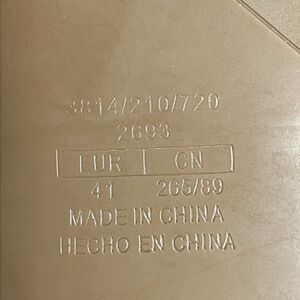 3814/210/720
2693
EUR CN
41 265/89
MADE IN CHINA
HECHO EN CHINA